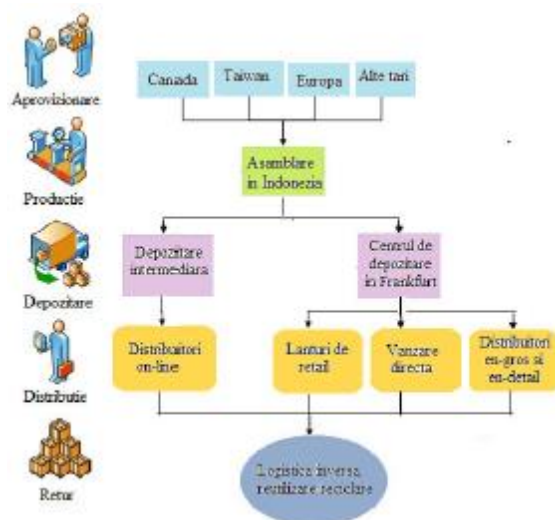 Aprovizionare
Canada
Taiwan
Europa
Alte tari
Productie
Asamblare
in Indonezia
Depozitare
Depozitare
intermediara
Centrul de
depozitare
in Frankfurt
Distributie
Distribuitori
on-line
Lanturi de
retail
Vanzare
directa
Distribuitori
en-gros si
en-detail
Retur
Logistica inversa,
reutilizare reciclare